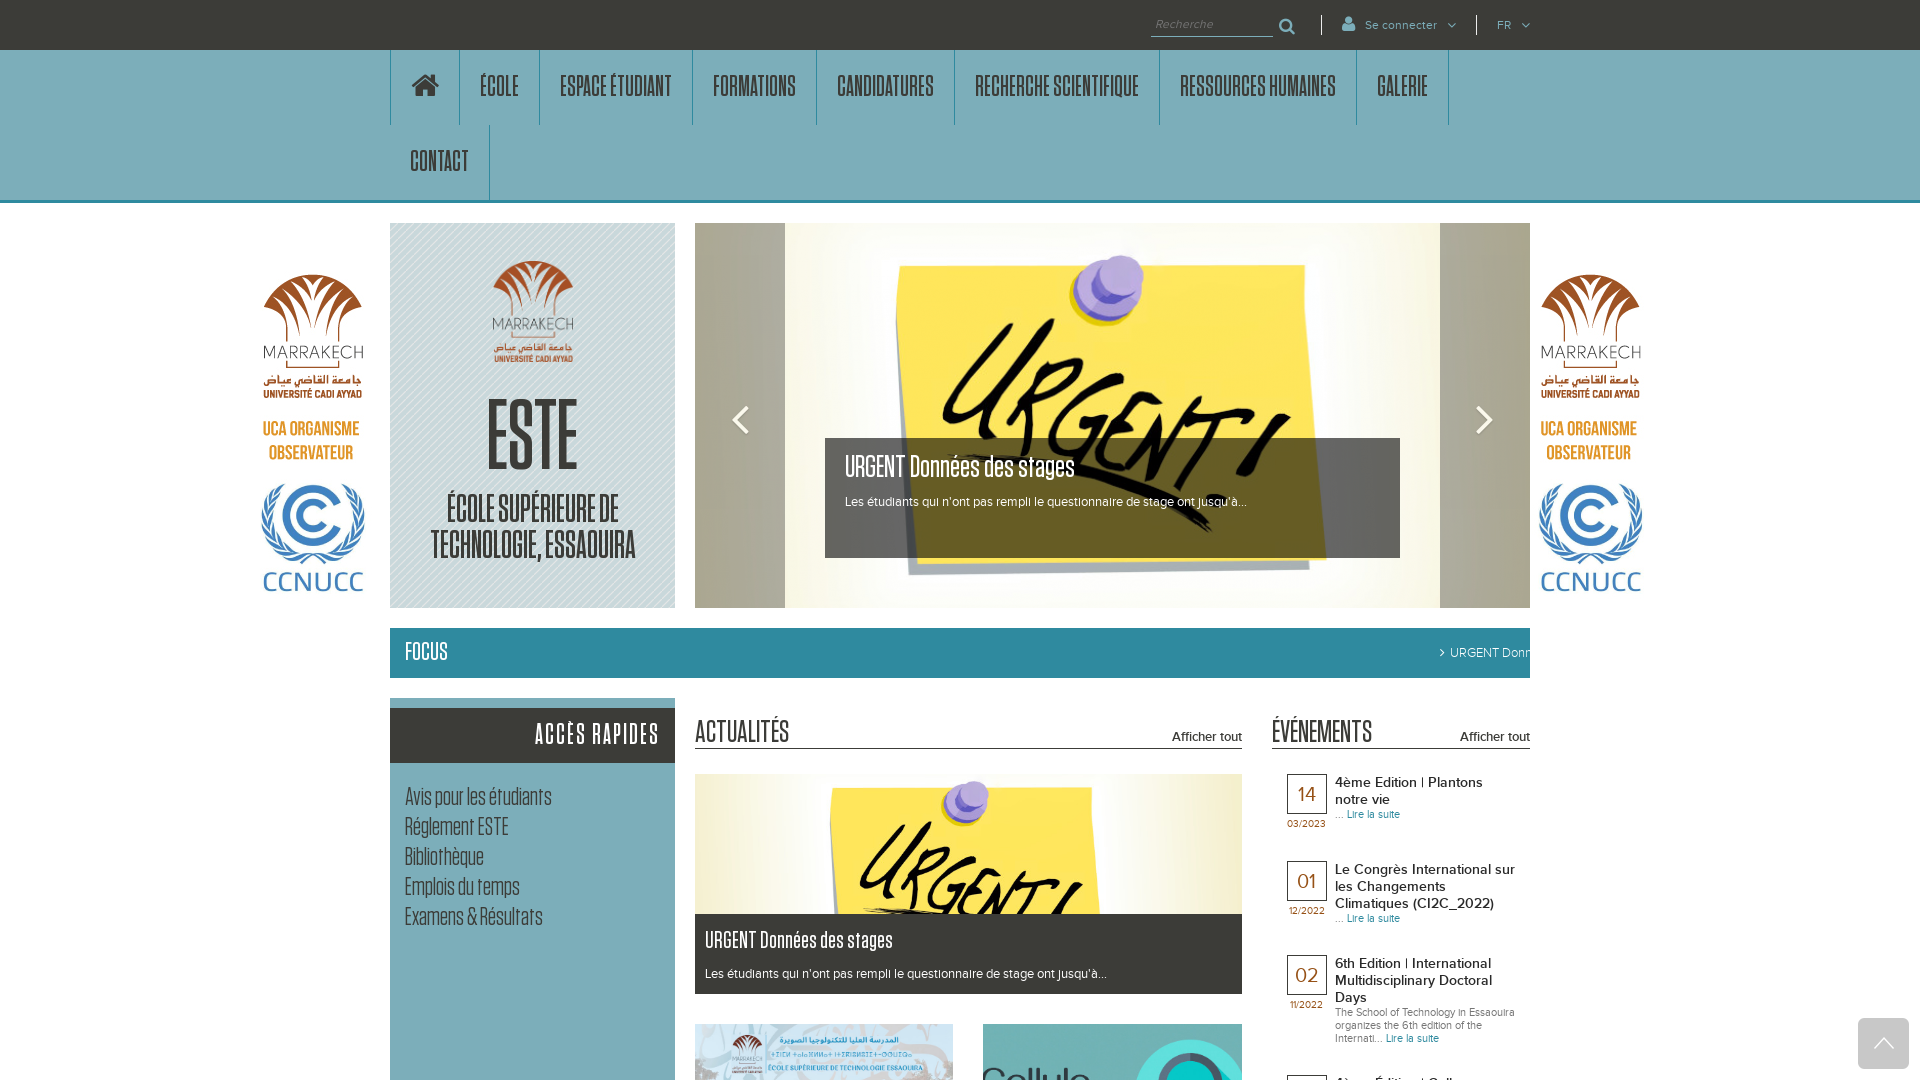 Recherche
Se connecter
FR
ÉCOLE
ESPACE ÉTUDIANT
FORMATIONS
CANDIDATURES
RECHERCHE SCIENTIFIQUE
RESSOURCES HUMAINES
GALERIE
CONTACT
MARRAKECH
جامعة القاضي عياض
UNIVERSITÉ CADI AYYAD
UCA ORGANISME
OBSERVATEUR
CCNUCC
MARRAKECH
جامعة القاضي عياض
UNIVERSITÉ CADI AYYAD
ESTE
ÉCOLE SUPÉRIEURE DE
TECHNOLOGIE, ESSAOUIRA
URGENT!
URGENT Données des stages
Les étudiants qui n'ont pas rempli le questionnaire de stage ont jusqu'à...
MARRAKECH
جامعة القاضي عياض
UNIVERSITÉ CADI AYYAD
UCA ORGANISME
OBSERVATEUR
CCNUCC
FOCUS
URGENT Donn
ACCÈS RAPIDES
Avis pour les étudiants
Réglement ESTE
Bibliothèque
Emplois du temps
Examens & Résultats
ACTUALITÉS
Afficher tout
URGENT!
URGENT Données des stages
Les étudiants qui n'ont pas rempli le questionnaire de stage ont jusqu'à...
المدرسة العليا للتكنولوجيا الصويرة
ÉCOLE SUPÉRIEURE DE TECHNOLOGIE ESSAOUIRA
Cellule
ÉVÉNEMENTS
Afficher tout
14
03/2023
4ème Edition | Plantons
notre vie
... Lire la suite
01
12/2022
Le Congrès International sur
les Changements
Climatiques (CI2C_2022)
... Lire la suite
02
11/2022
6th Edition | International
Multidisciplinary Doctoral
Days
The School of Technology in Essaouira
organizes the 6th edition of the
Internati... Lire la suite